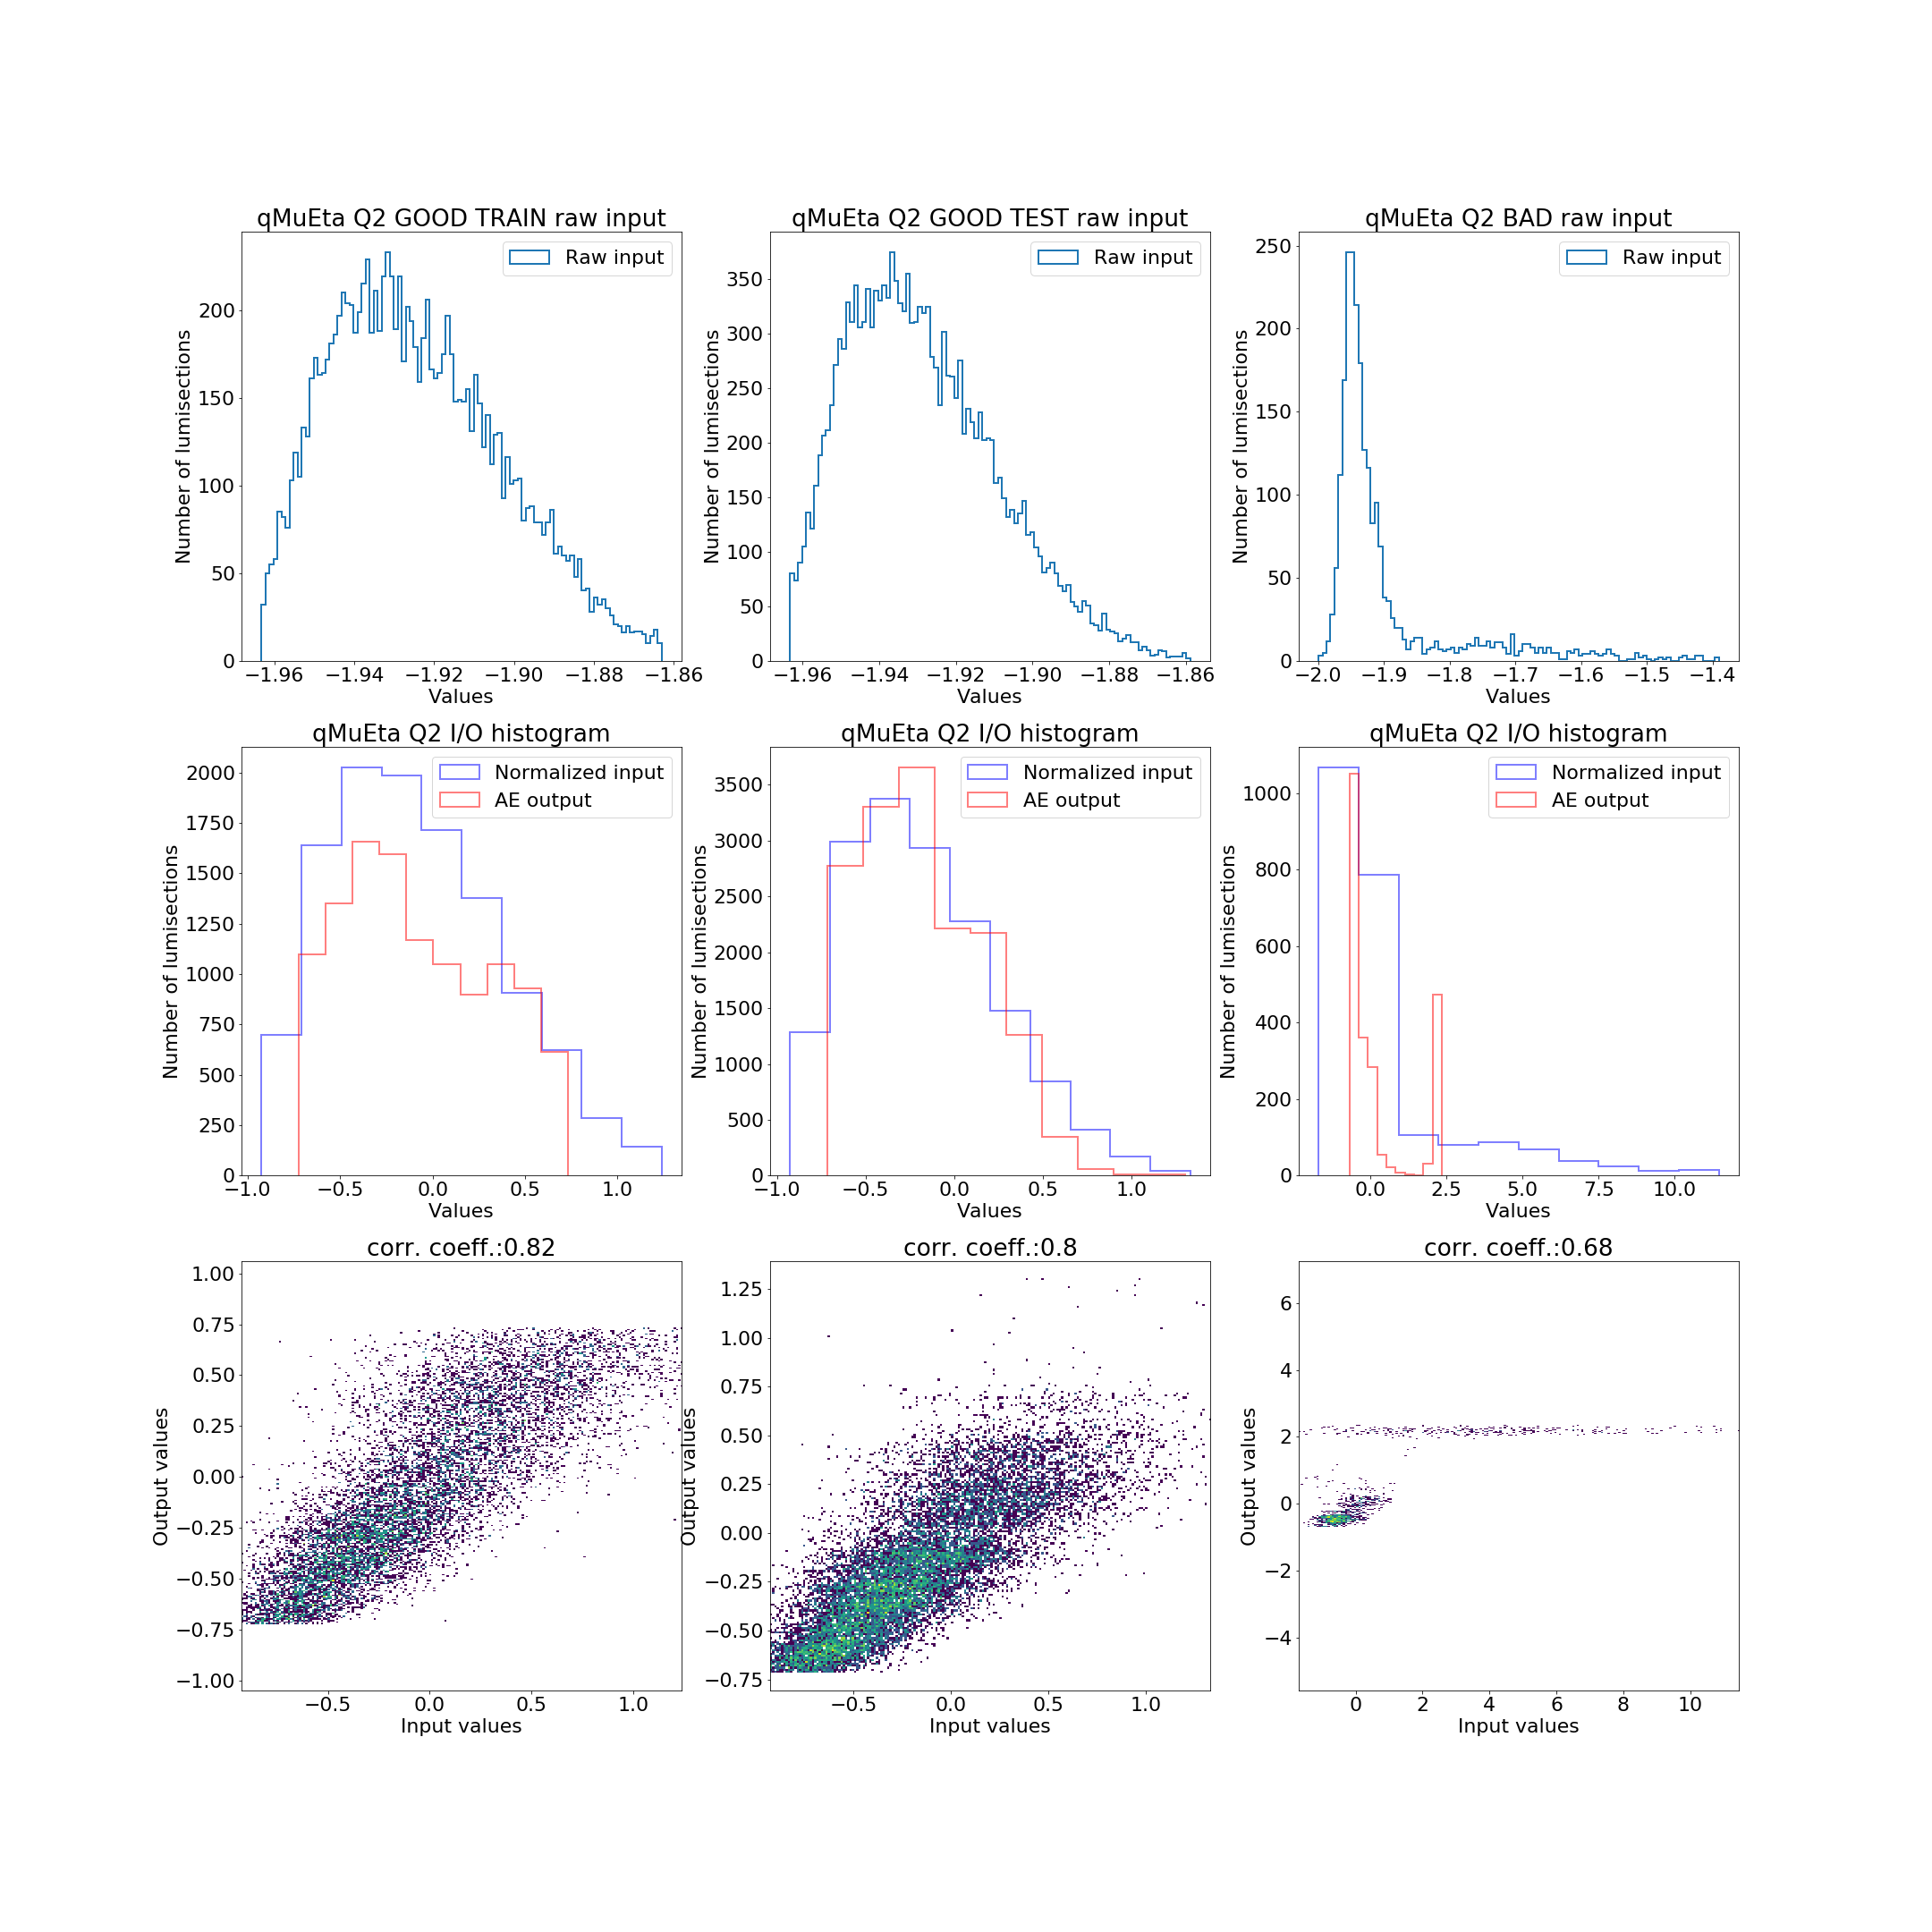 qMuEta Q2 GOOD TRAIN raw input
Raw input
Number of lumisections
0
50
100
150
200
−1.96 −1.94 −1.92 −1.90 −1.88 −1.86
Values
qMuEta Q2 GOOD TEST raw input
Raw input
Number of lumisections
0
50
100
150
200
250
300
350
−1.96 −1.94 −1.92 −1.90 −1.88 −1.86
Values
qMuEta Q2 BAD raw input
Raw input
Number of lumisections
0
50
100
150
200
250
−2.0 −1.9 −1.8 −1.7 −1.6 −1.5 −1.4
Values
qMuEta Q2 I/O histogram
Normalized input
AE output
Number of lumisections
0
250
500
750
1000
1250
1500
1750
2000
−1.0 −0.5 0.0 0.5 1.0
Values
qMuEta Q2 I/O histogram
Normalized input
AE output
Number of lumisections
0
500
1000
1500
2000
2500
3000
3500
−1.0 −0.5 0.0 0.5 1.0
Values
qMuEta Q2 I/O histogram
Normalized input
AE output
Number of lumisections
0
200
400
600
800
1000
0.0 2.5 5.0 7.5 10.0
Values
corr. coeff.:0.82
Output values
1.00
0.75
0.50
0.25
0.00
−0.25
−0.50
−0.75
−1.00
−0.5 0.0 0.5 1.0
Input values
corr. coeff.:0.8
Output values
1.25
1.00
0.75
0.50
0.25
0.00
−0.25
−0.50
−0.75
−0.5 0.0 0.5 1.0
Input values
corr. coeff.:0.68
Output values
6
4
2
0
−2
−4
0 2 4 6 8 10
Input values